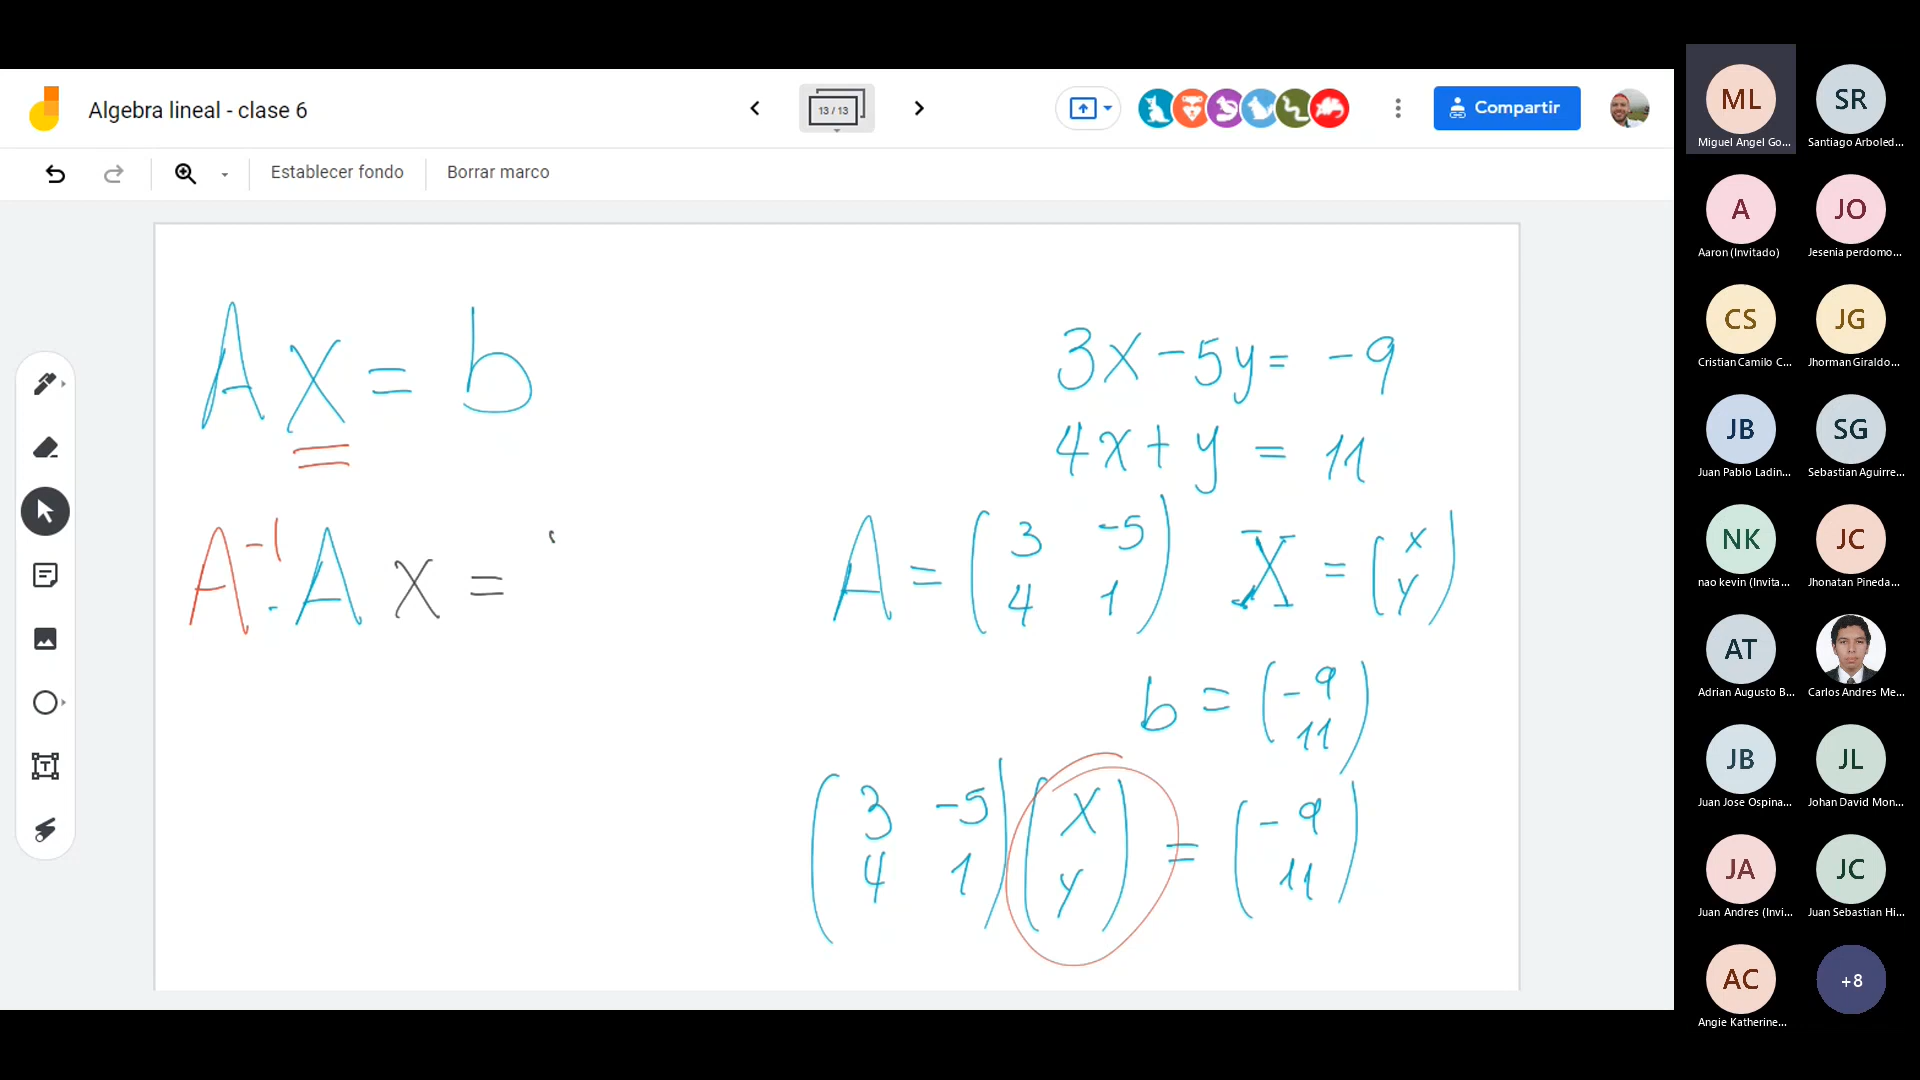 Algebra lineal - clase 6
13 / 13
Compartir
Establecer fondo
Borrar marco
A x = b
A⁻¹ · A x =
3x - 5y = -9
4x + y = 11
A = ( 3 -5
4 1 )
X = ( x
y )
b = ( -9
11 )
( 3 -5
4 1 ) ( x
y ) = ( -9
11 )
ML
Miguel Angel Go...
SR
Santiago Arboled...
A
Aaron (Invitado)
JO
Jesenia perdomo...
CS
Cristian Camilo C...
JG
Jhorman Giraldo...
JB
Juan Pablo Ladin...
SG
Sebastian Aguirre...
NK
nao kevin (Invita...
JC
Jhonatan Pineda...
AT
Adrian Augusto B...
Carlos Andres Me...
JB
Juan Jose Ospina...
JL
Johan David Mon...
JA
Juan Andres (Invi...
JC
Juan Sebastian Hi...
AC
Angie Katherine...
+8